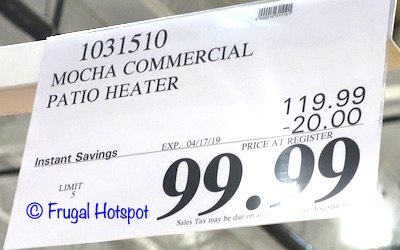 1031510
MOCHA COMMERCIAL
PATIO HEATER
119.99
Instant Savings EXP. 04/17/19 -20.00
PRICE AT REGISTER
LIMIT
5
99.99
Sales Tax may be due on
© Frugal Hotspot